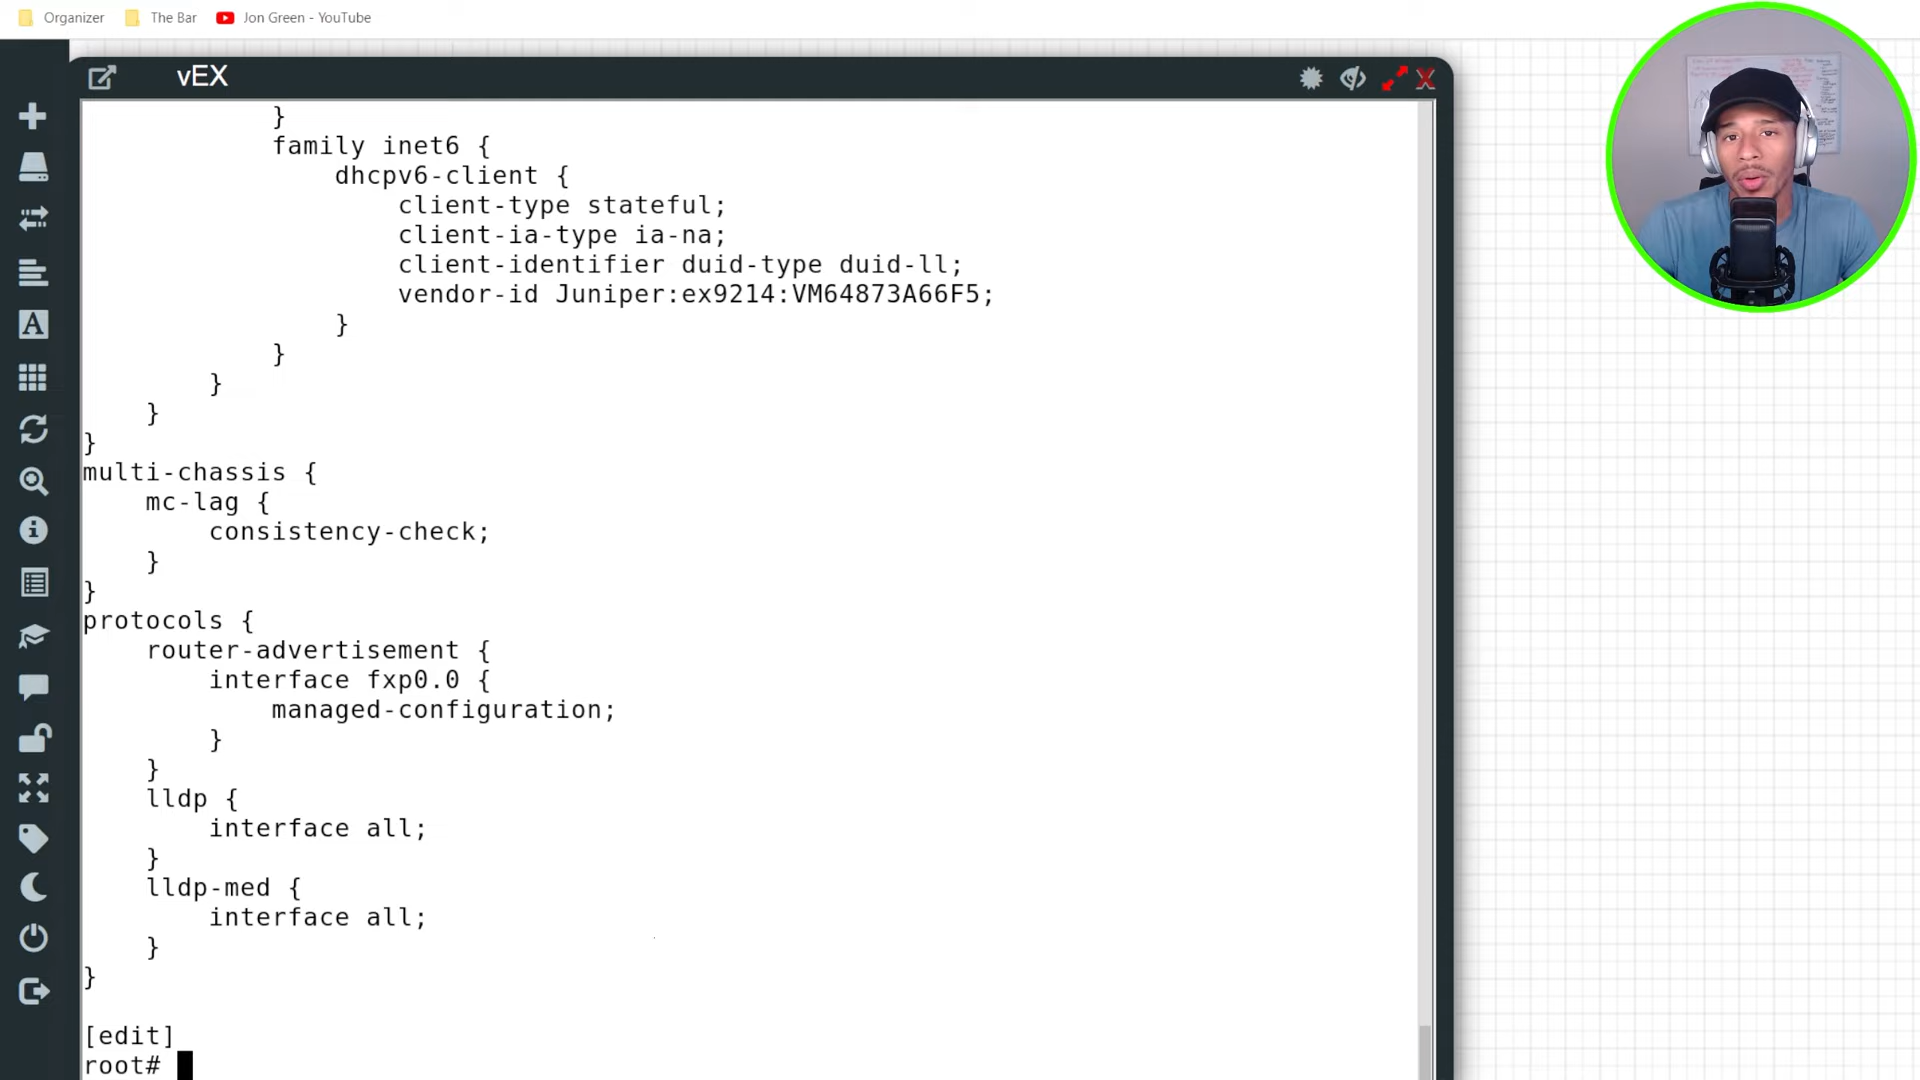 Organizer The Bar Jon Green - YouTube
vEX X
}
family inet6 {
dhcpv6-client {
client-type stateful;
client-ia-type ia-na;
client-identifier duid-type duid-ll;
vendor-id Juniper:ex9214:VM64873A66F5;
}
}
}
}
}
multi-chassis {
mc-lag {
consistency-check;
}
}
protocols {
router-advertisement {
interface fxp0.0 {
managed-configuration;
}
}
lldp {
interface all;
}
lldp-med {
interface all;
}
}
[edit]
root#